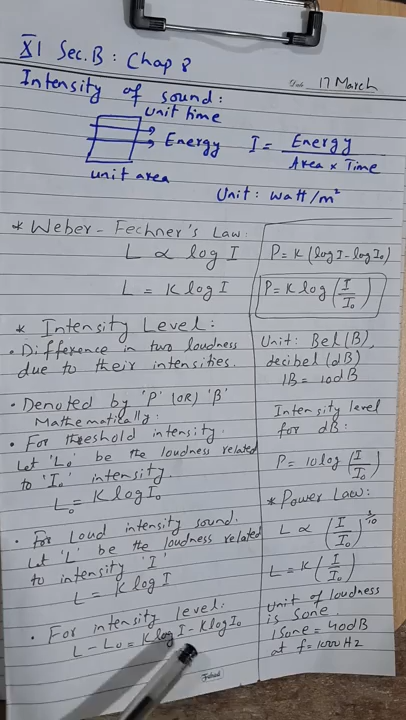 XI Sec.B: Chap 8
Date 17 March
Intensity of sound:
unit time
Energy
unit area
I = Energy / Area × Time
Unit: watt/m²
* Weber-Fechner's Law:
L ∝ log I
L = K log I
* Intensity Level:
• Difference in two loudness
due to their intensities.
• Denoted by 'P' (OR) 'B'
Mathematically:
• For threshold intensity.
Let 'L₀' be the loudness related
to 'I₀' intensity.
L₀ = K log I₀
• For Loud intensity sound.
Let 'L' be the loudness related
to intensity 'I'
L = K log I
• For intensity level:
L - L₀ = K log I - K log I₀
P = K (log I - log I₀)
P = K log (I/I₀)
Unit: Bel (B),
decibel (dB)
1B = 10dB
Intensity level
for dB:
P = 10 log (I/I₀)
* Power Law:
L ∝ (I/I₀)^3/10
L = K (I/I₀)
Unit of loudness
is Sone.
1 Sone = 40dB
at f = 1000 Hz